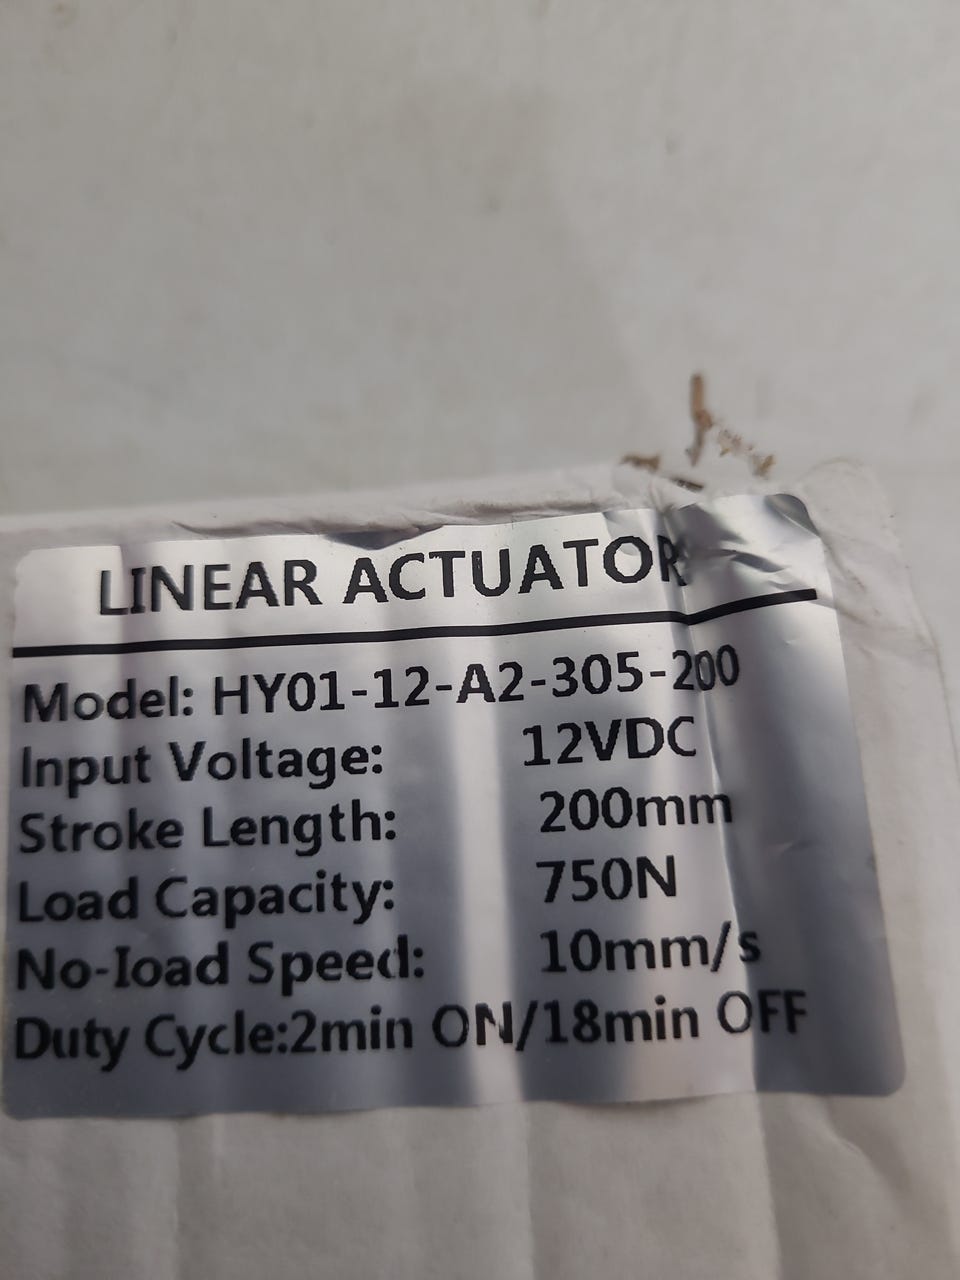 LINEAR ACTUATOR
Model: HY01-12-A2-305-200
Input Voltage: 12VDC
Stroke Length: 200mm
Load Capacity: 750N
No-Ioad Speed: 10mm/s
Duty Cycle:2min ON/18min OFF